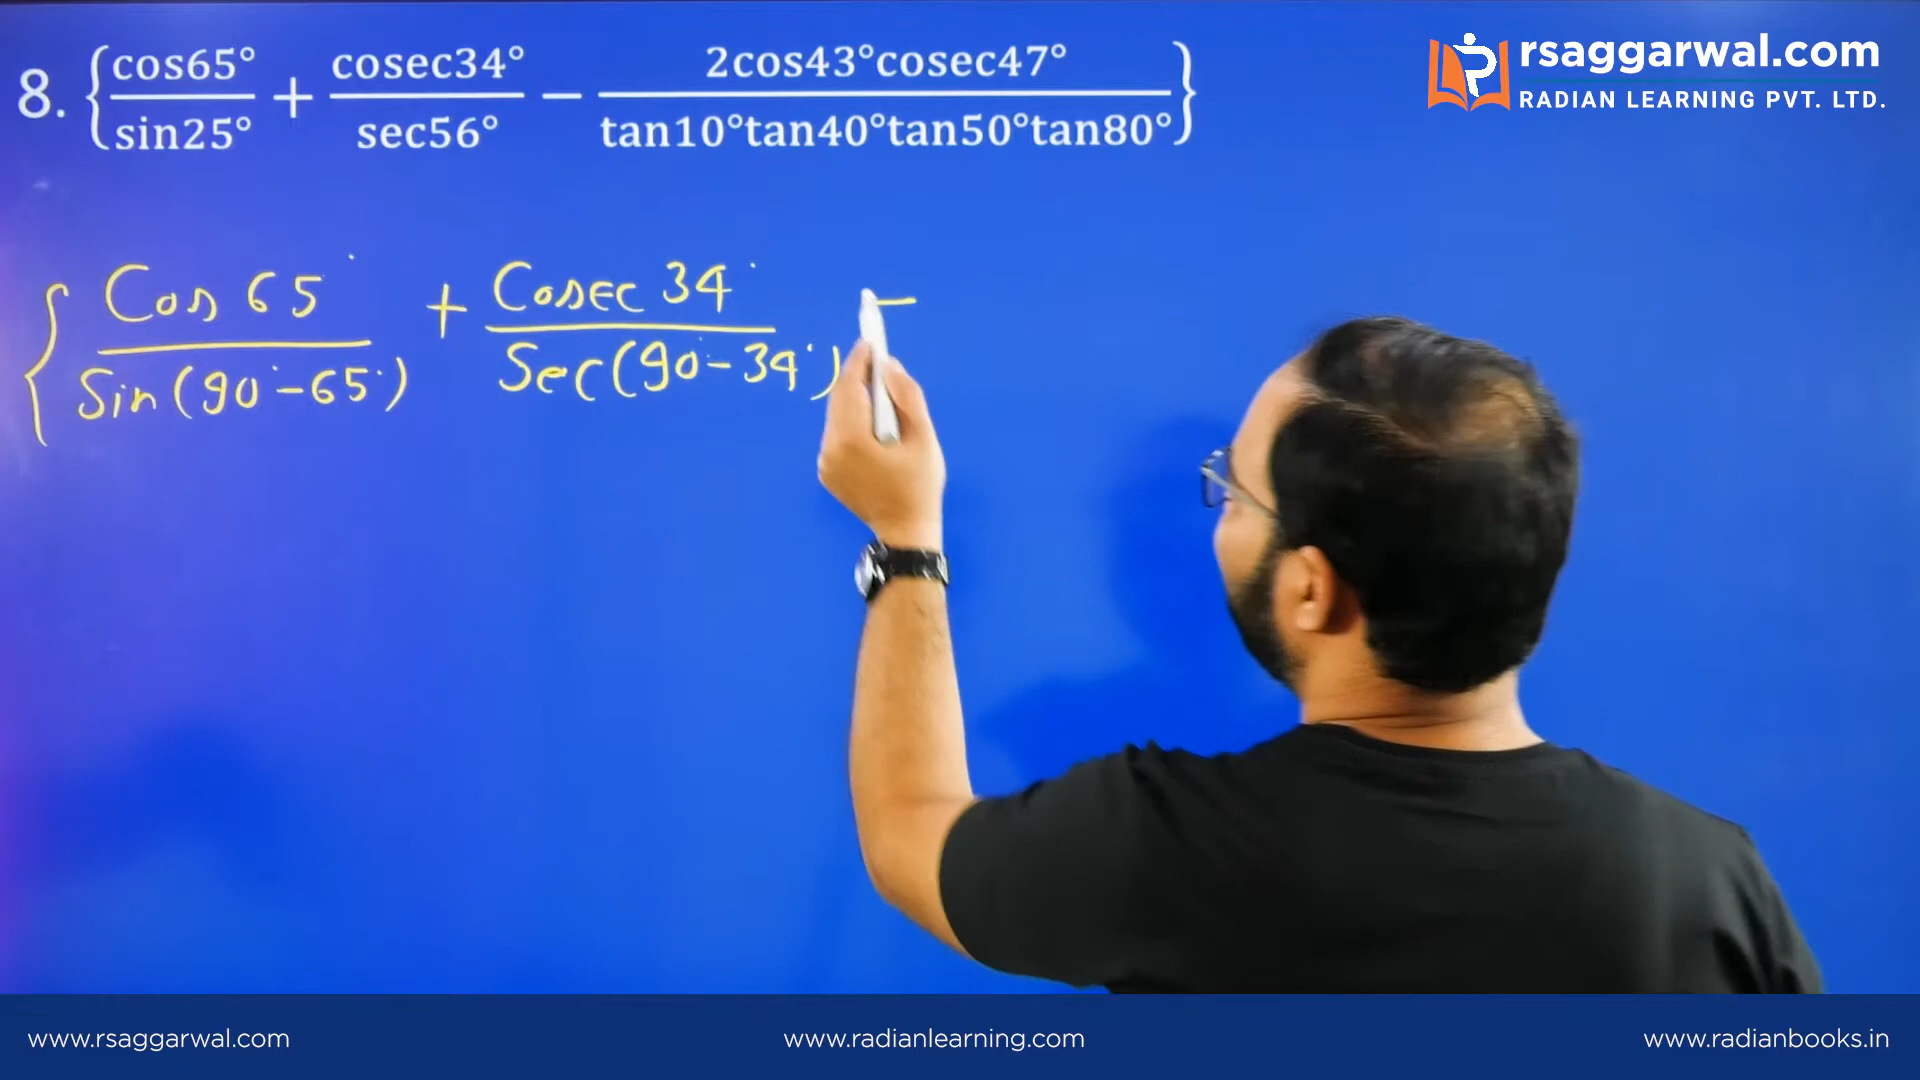 8. {cos65°/sin25° + cosec34°/sec56° − 2cos43°cosec47°/tan10°tan40°tan50°tan80°}
rsaggarwal.com
RADIAN LEARNING PVT. LTD.
{Cos 65°/Sin(90°-65°) + Cosec 34°/Sec(90°-34°) −
www.rsaggarwal.com
www.radianlearning.com
www.radianbooks.in